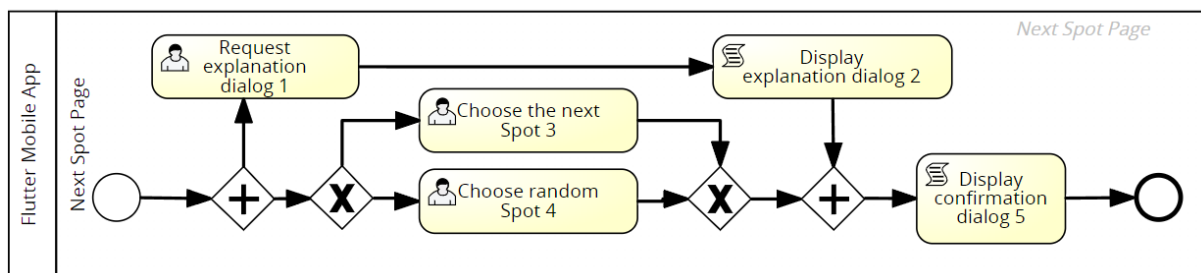 Flutter Mobile App
Next Spot Page
Next Spot Page
Request
explanation
dialog 1
Display
explanation dialog 2
Choose the next
Spot 3
Choose random
Spot 4
Display
confirmation
dialog 5